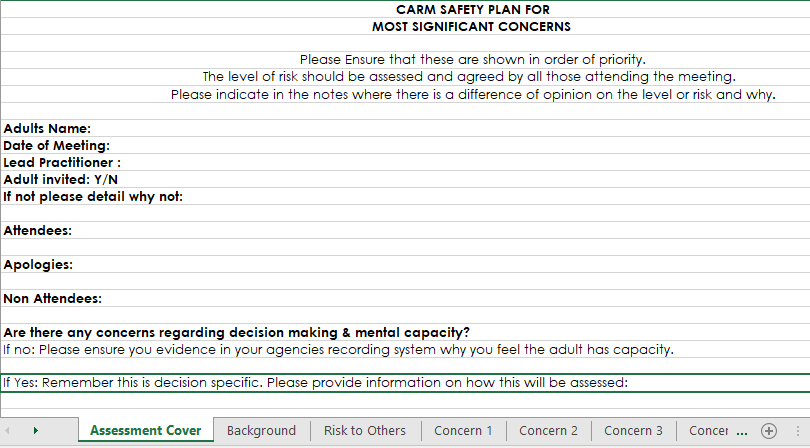 CARM SAFETY PLAN FOR
MOST SIGNIFICANT CONCERNS
Please Ensure that these are shown in order of priority.
The level of risk should be assessed and agreed by all those attending the meeting.
Please indicate in the notes where there is a difference of opinion on the level or risk and why.
Adults Name:
Date of Meeting:
Lead Practitioner :
Adult invited: Y/N
If not please detail why not:
Attendees:
Apologies:
Non Attendees:
Are there any concerns regarding decision making & mental capacity?
If no: Please ensure you evidence in your agencies recording system why you feel the adult has capacity.
If Yes: Remember this is decision specific. Please provide information on how this will be assessed:
Assessment Cover Background Risk to Others Concern 1 Concern 2 Concern 3 Concer ...